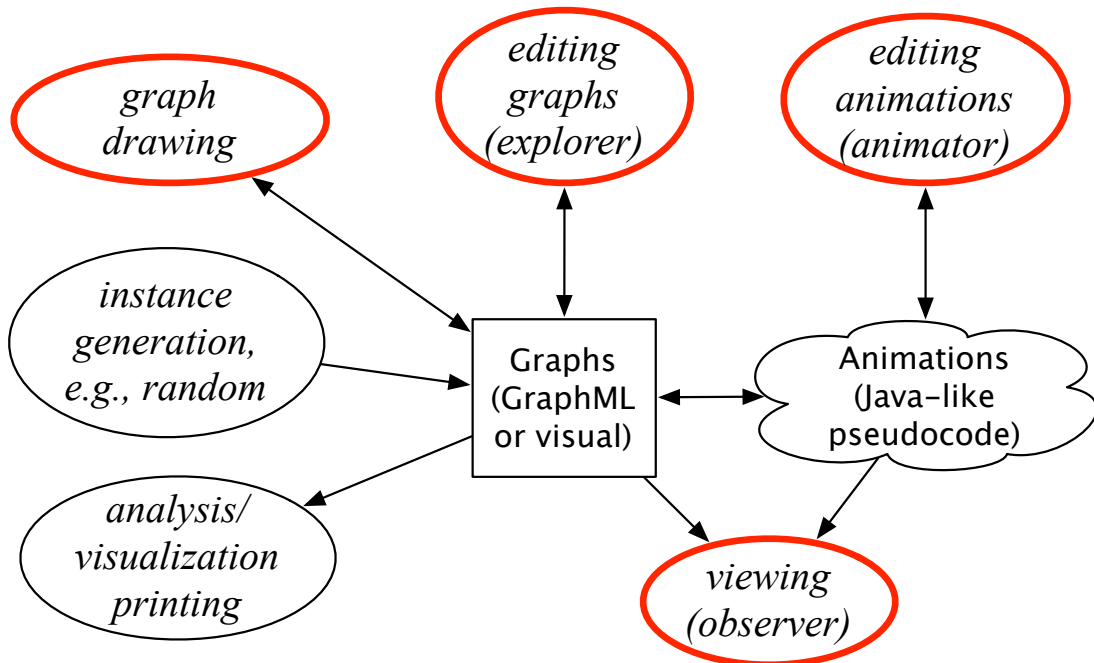 graph
drawing
editing
graphs
(explorer)
editing
animations
(animator)
instance
generation,
e.g., random
Graphs
(GraphML
or visual)
Animations
(Java-like
pseudocode)
analysis/
visualization
printing
viewing
(observer)